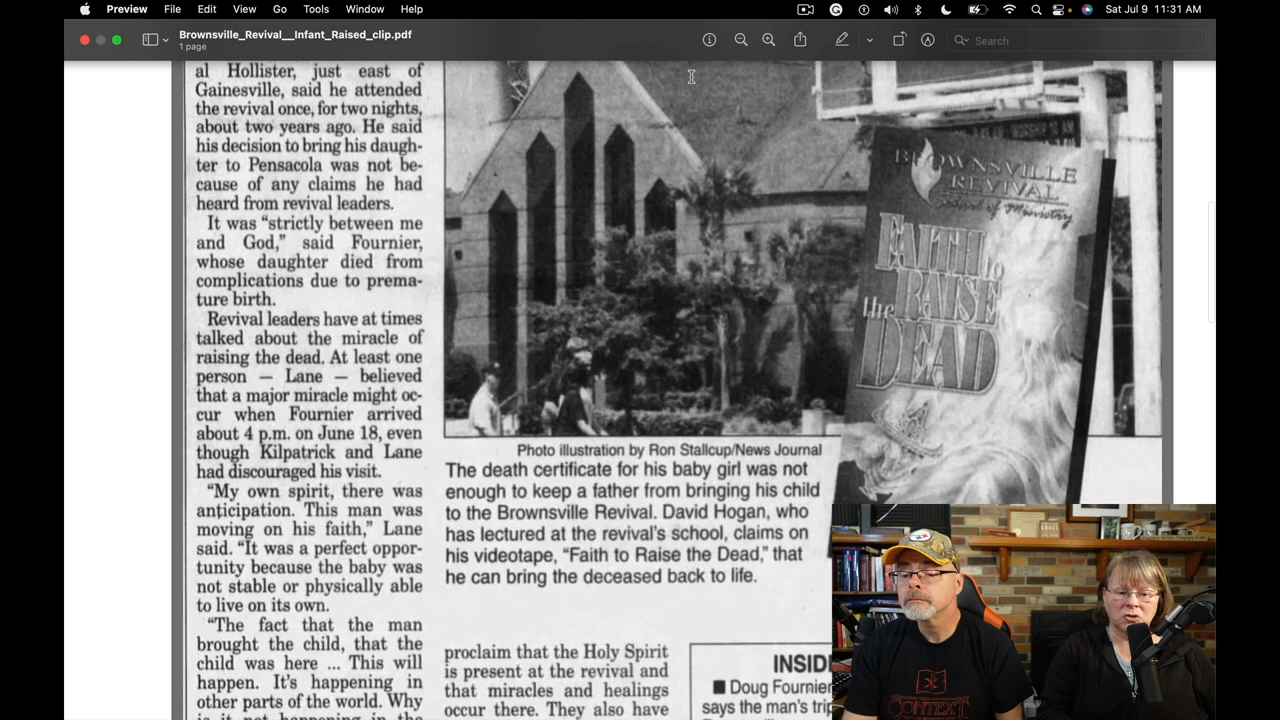 Preview File Edit View Go Tools Window Help
Sat Jul 9 11:31 AM
Brownsville_Revival__Infant_Raised_clip.pdf
1 page
Search
al Hollister, just east of
Gainesville, said he attended
the revival once, for two nights,
about two years ago. He said
his decision to bring his daugh-
ter to Pensacola was not be-
cause of any claims he had
heard from revival leaders.
It was “strictly between me
and God,” said Fournier,
whose daughter died from
complications due to prema-
ture birth.
Revival leaders have at times
talked about the miracle of
raising the dead. At least one
person — Lane — believed
that a major miracle might oc-
cur when Fournier arrived
about 4 p.m. on June 18, even
though Kilpatrick and Lane
had discouraged his visit.
“My own spirit, there was
anticipation. This man was
moving on his faith,” Lane
said. “It was a perfect oppor-
tunity because the baby was
not stable or physically able
to live on its own.
“The fact that the man
brought the child, that the
child was here ... This will
happen. It's happening in
other parts of the world. Why
is it not happening in the
BROWNSVILLE
REVIVAL
School of Ministry
FAITH to
RAISE
the
DEAD
Photo illustration by Ron Stallcup/News Journal
The death certificate for his baby girl was not
enough to keep a father from bringing his child
to the Brownsville Revival. David Hogan, who
has lectured at the revival's school, claims on
his videotape, “Faith to Raise the Dead,” that
he can bring the deceased back to life.
proclaim that the Holy Spirit
is present at the revival and
that miracles and healings
occur there. They also have
INSID
■ Doug Fournier
says the man's trip
CONTEXT